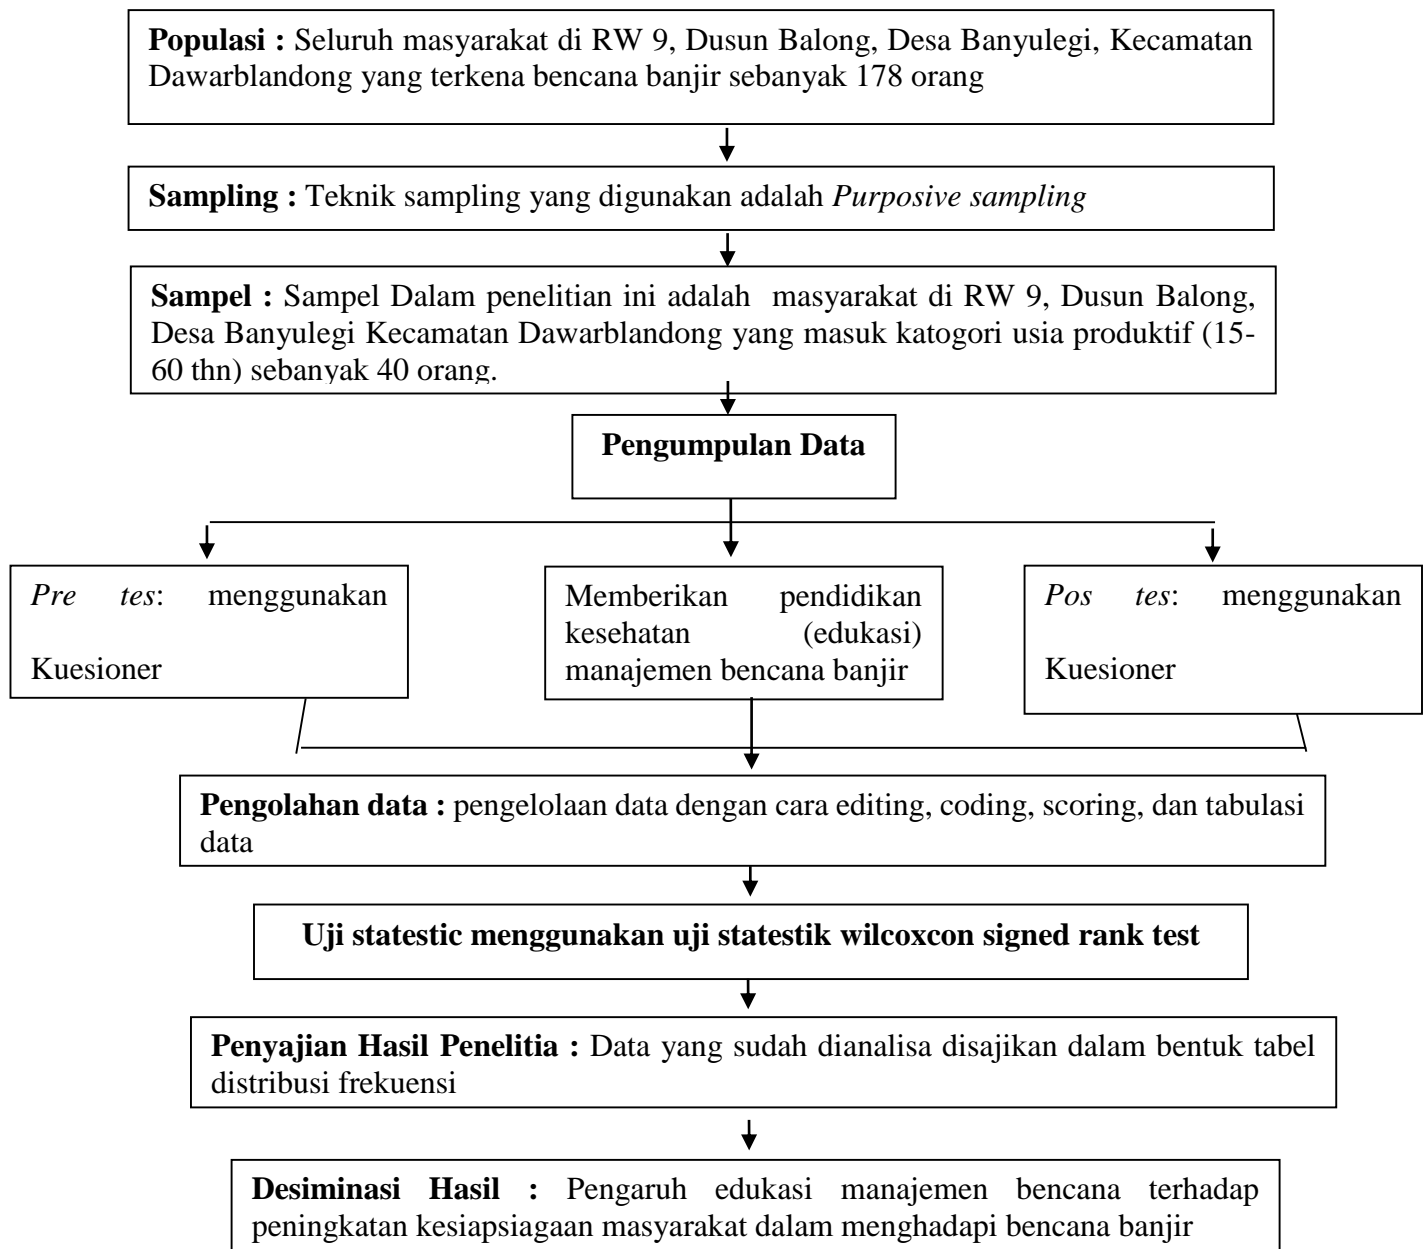 Populasi : Seluruh masyarakat di RW 9, Dusun Balong, Desa Banyulegi, Kecamatan
Dawarblandong yang terkena bencana banjir sebanyak 178 orang
Sampling : Teknik sampling yang digunakan adalah Purposive sampling
Sampel : Sampel Dalam penelitian ini adalah masyarakat di RW 9, Dusun Balong,
Desa Banyulegi Kecamatan Dawarblandong yang masuk katogori usia produktif (15-
60 thn) sebanyak 40 orang.
Pengumpulan Data
Pre tes: menggunakan
Kuesioner
Memberikan pendidikan
kesehatan (edukasi)
manajemen bencana banjir
Pos tes: menggunakan
Kuesioner
Pengolahan data : pengelolaan data dengan cara editing, coding, scoring, dan tabulasi
data
Uji statestic menggunakan uji statestik wilcoxcon signed rank test
Penyajian Hasil Penelitia : Data yang sudah dianalisa disajikan dalam bentuk tabel
distribusi frekuensi
Desiminasi Hasil : Pengaruh edukasi manajemen bencana terhadap
peningkatan kesiapsiagaan masyarakat dalam menghadapi bencana banjir